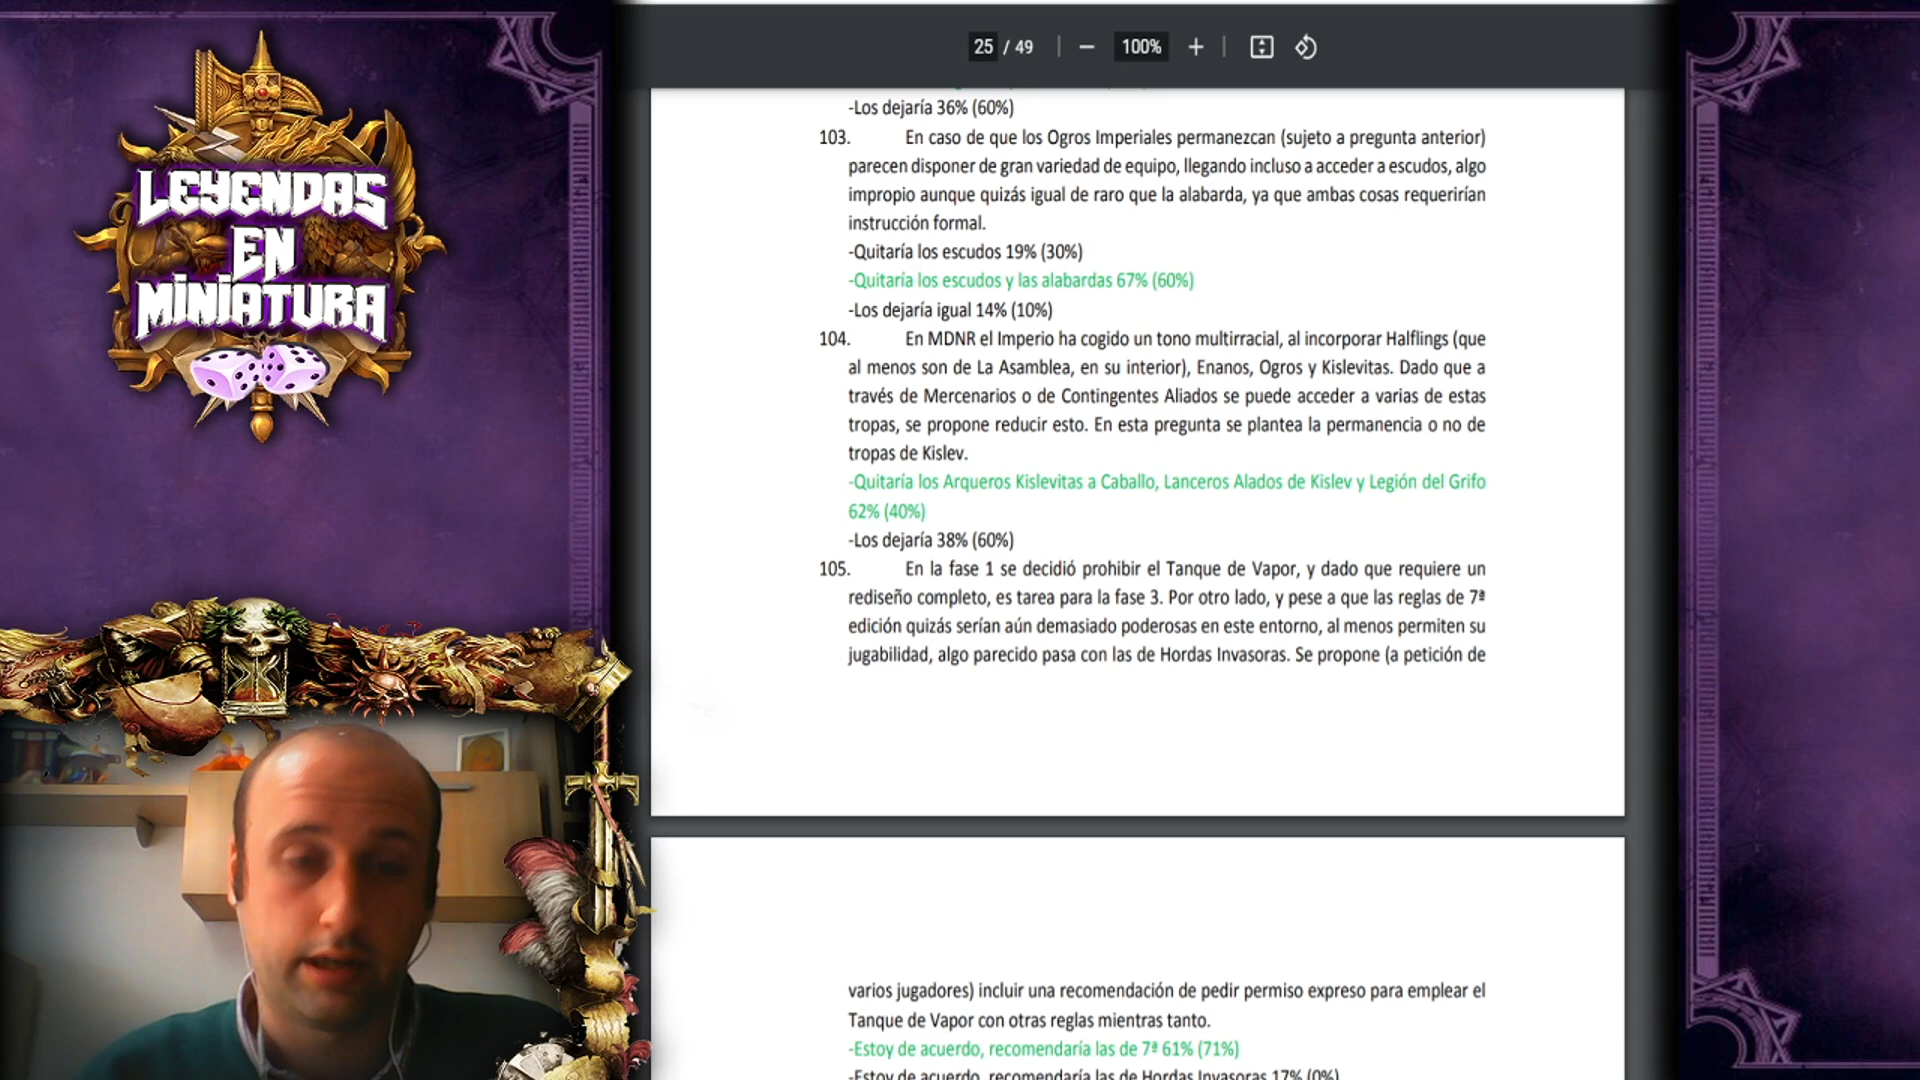 LEYENDAS
EN
MINIATURA
25 / 49
100%
-Los dejaría 36% (60%)
103. En caso de que los Ogros Imperiales permanezcan (sujeto a pregunta anterior)
parecen disponer de gran variedad de equipo, llegando incluso a acceder a escudos, algo
impropio aunque quizás igual de raro que la alabarda, ya que ambas cosas requerirían
instrucción formal.
-Quitaría los escudos 19% (30%)
-Quitaría los escudos y las alabardas 67% (60%)
-Los dejaría igual 14% (10%)
104. En MDNR el Imperio ha cogido un tono multirracial, al incorporar Halflings (que
al menos son de La Asamblea, en su interior), Enanos, Ogros y Kislevitas. Dado que a
través de Mercenarios o de Contingentes Aliados se puede acceder a varias de estas
tropas, se propone reducir esto. En esta pregunta se plantea la permanencia o no de
tropas de Kislev.
-Quitaría los Arqueros Kislevitas a Caballo, Lanceros Alados de Kislev y Legión del Grifo
62% (40%)
-Los dejaría 38% (60%)
105. En la fase 1 se decidió prohibir el Tanque de Vapor, y dado que requiere un
rediseño completo, es tarea para la fase 3. Por otro lado, y pese a que las reglas de 7ª
edición quizás serían aún demasiado poderosas en este entorno, al menos permiten su
jugabilidad, algo parecido pasa con las de Hordas Invasoras. Se propone (a petición de
varios jugadores) incluir una recomendación de pedir permiso expreso para emplear el
Tanque de Vapor con otras reglas mientras tanto.
-Estoy de acuerdo, recomendaría las de 7ª 61% (71%)
-Estoy de acuerdo, recomendaría las de Hordas Invasoras 17% (0%)